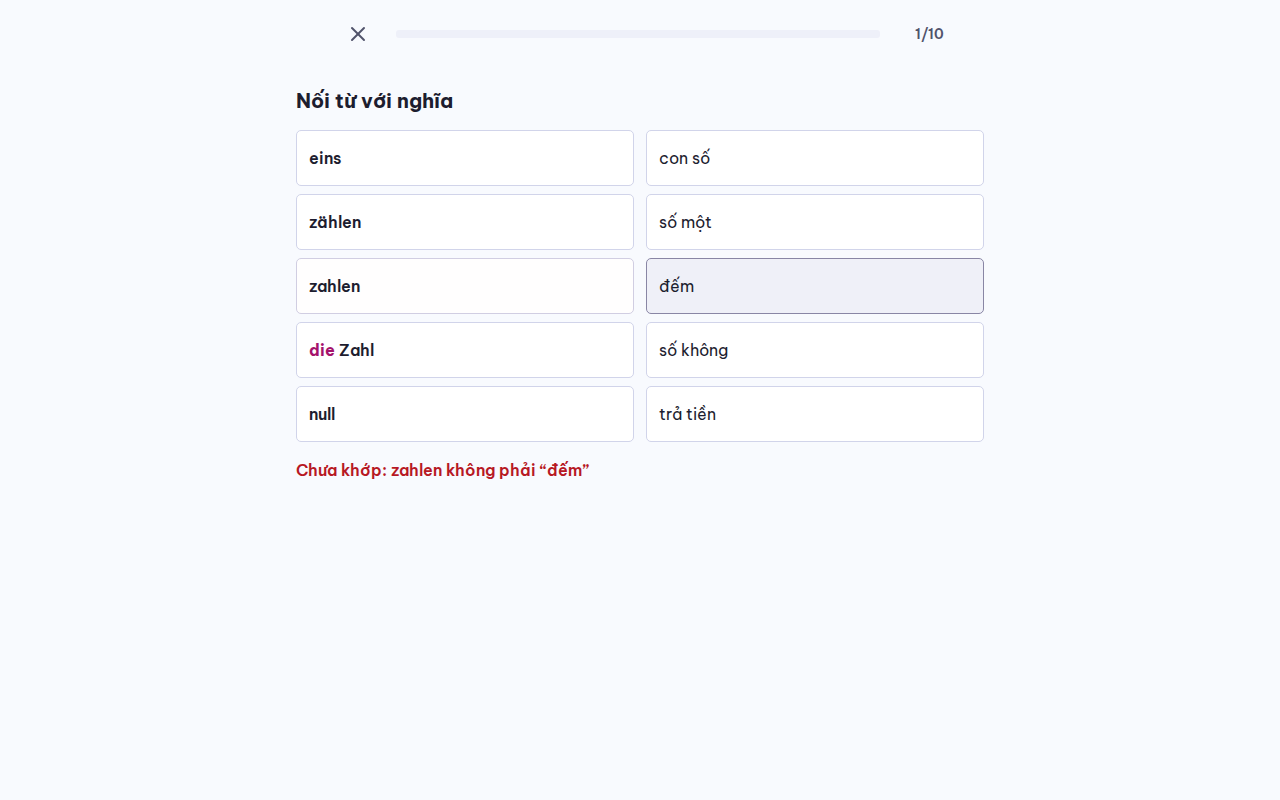 1/10
Nối từ với nghĩa
eins
con số
zählen
số một
zahlen
đếm
die Zahl
số không
null
trả tiền
Chưa khớp: zahlen không phải “đếm”